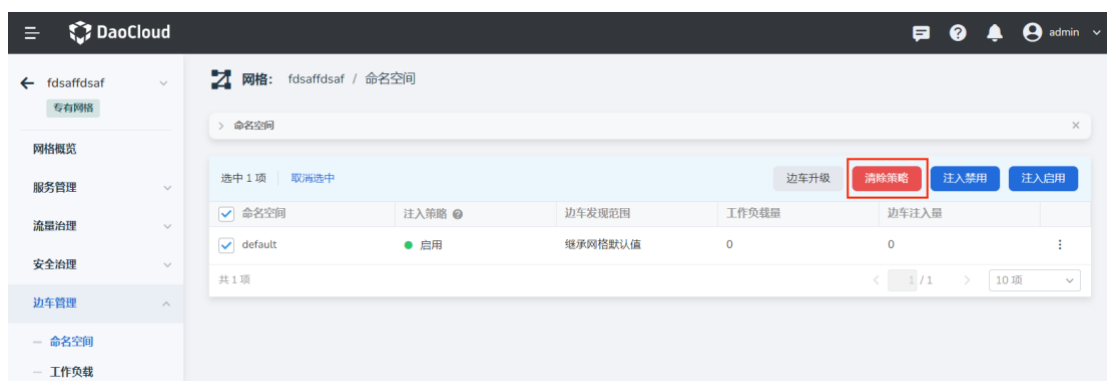 DaoCloud
admin
fdsaffdsaf
专有网格
网格： fdsaffdsaf / 命名空间
命名空间
网格概览
服务管理
流量治理
安全治理
边车管理
命名空间
工作负载
选中 1 项 取消选中 边车升级 清除策略 注入禁用 注入启用
命名空间 注入策略 边车发现范围 工作负载量 边车注入量
default 启用 继承网格默认值 0 0
共 1 项 1 / 1 10 项